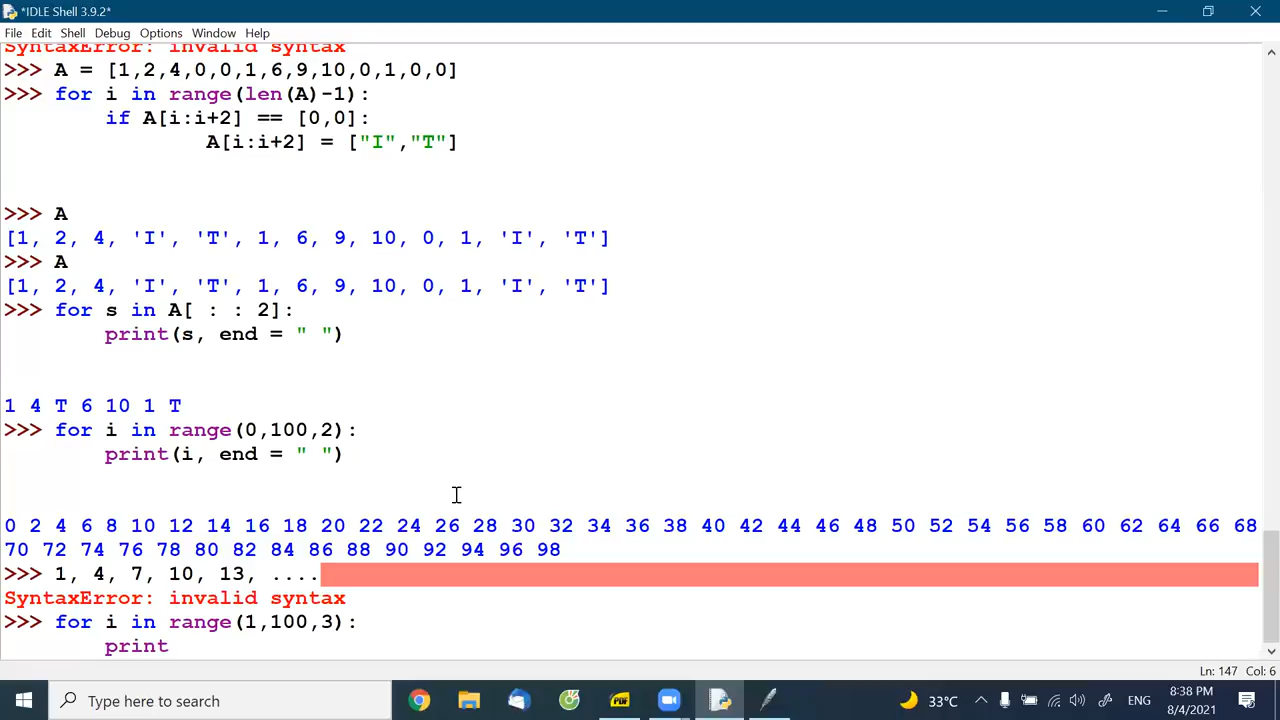 *IDLE Shell 3.9.2*
File Edit Shell Debug Options Window Help
SyntaxError: invalid syntax
>>> A = [1,2,4,0,0,1,6,9,10,0,1,0,0]
>>> for i in range(len(A)-1):
        if A[i:i+2] == [0,0]:
                A[i:i+2] = ["I","T"]
>>> A
[1, 2, 4, 'I', 'T', 1, 6, 9, 10, 0, 1, 'I', 'T']
>>> A
[1, 2, 4, 'I', 'T', 1, 6, 9, 10, 0, 1, 'I', 'T']
>>> for s in A[ : : 2]:
        print(s, end = " ")
1 4 T 6 10 1 T
>>> for i in range(0,100,2):
        print(i, end = " ")
0 2 4 6 8 10 12 14 16 18 20 22 24 26 28 30 32 34 36 38 40 42 44 46 48 50 52 54 56 58 60 62 64 66 68
70 72 74 76 78 80 82 84 86 88 90 92 94 96 98
>>> 1, 4, 7, 10, 13, ....
SyntaxError: invalid syntax
>>> for i in range(1,100,3):
        print
Ln: 147 Col: 6
Type here to search
PDF
33°C
ENG
8:38 PM
8/4/2021